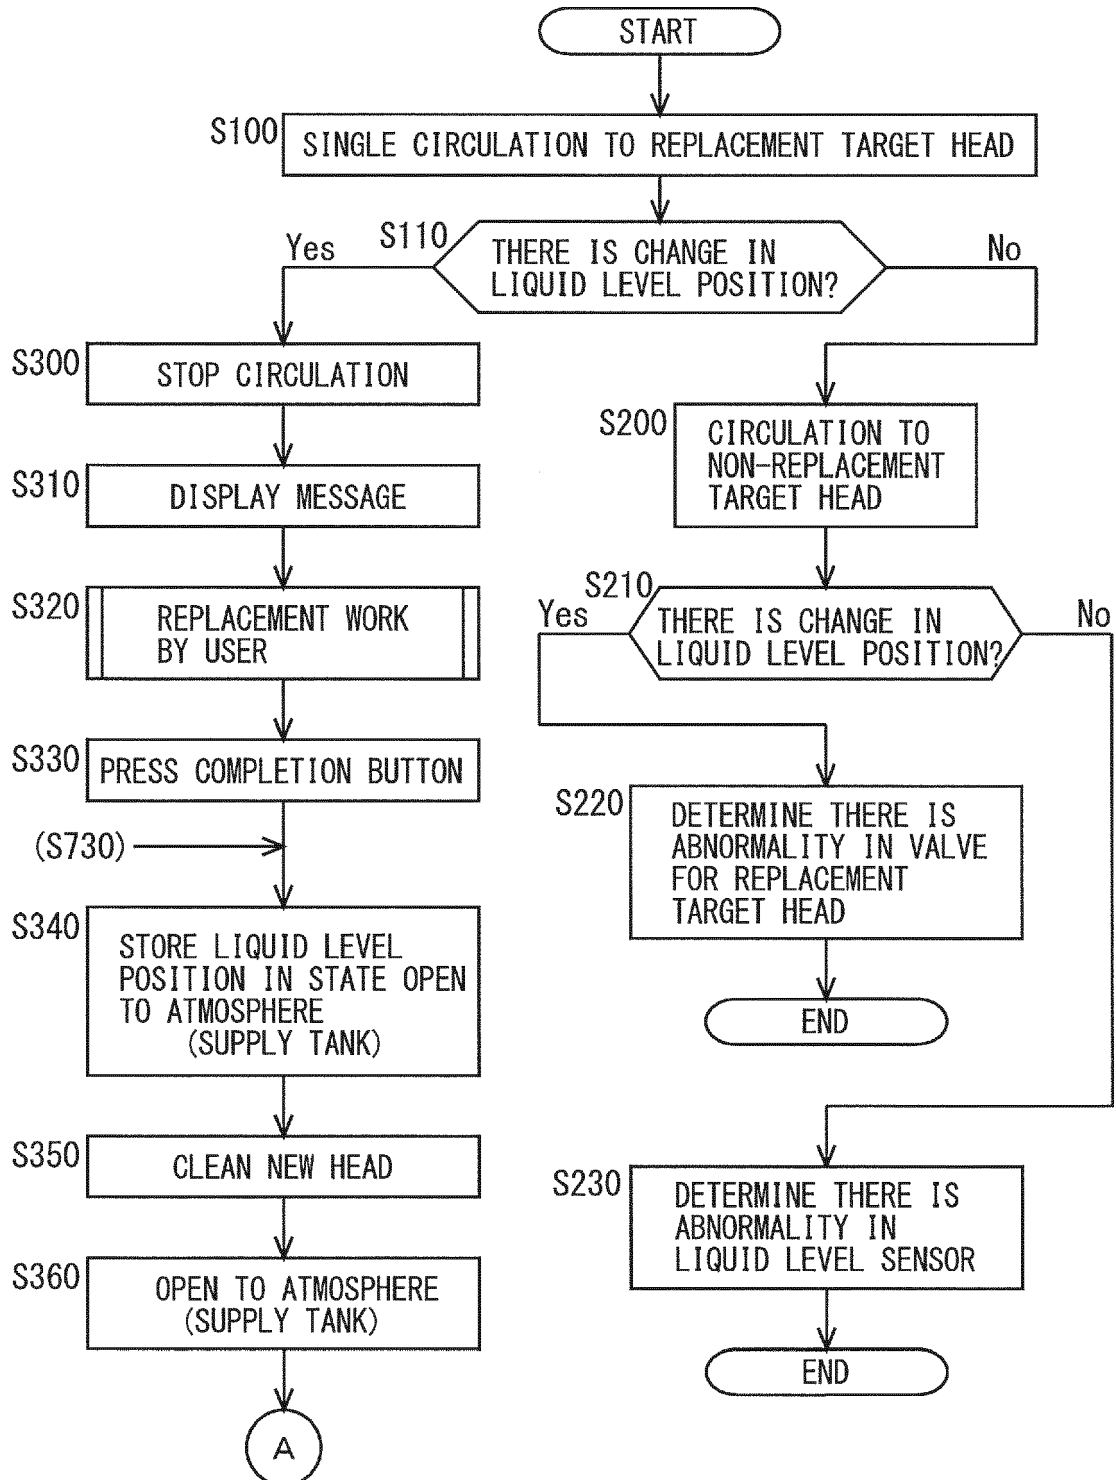 START
S100
SINGLE CIRCULATION TO REPLACEMENT TARGET HEAD
S110
THERE IS CHANGE IN
LIQUID LEVEL POSITION?
Yes
No
S300
STOP CIRCULATION
S310
DISPLAY MESSAGE
S320
REPLACEMENT WORK
BY USER
S330
PRESS COMPLETION BUTTON
(S730)
S340
STORE LIQUID LEVEL
POSITION IN STATE OPEN
TO ATMOSPHERE
(SUPPLY TANK)
S350
CLEAN NEW HEAD
S360
OPEN TO ATMOSPHERE
(SUPPLY TANK)
A
S200
CIRCULATION TO
NON-REPLACEMENT
TARGET HEAD
S210
THERE IS CHANGE IN
LIQUID LEVEL POSITION?
Yes
No
S220
DETERMINE THERE IS
ABNORMALITY IN VALVE
FOR REPLACEMENT
TARGET HEAD
END
S230
DETERMINE THERE IS
ABNORMALITY IN
LIQUID LEVEL SENSOR
END